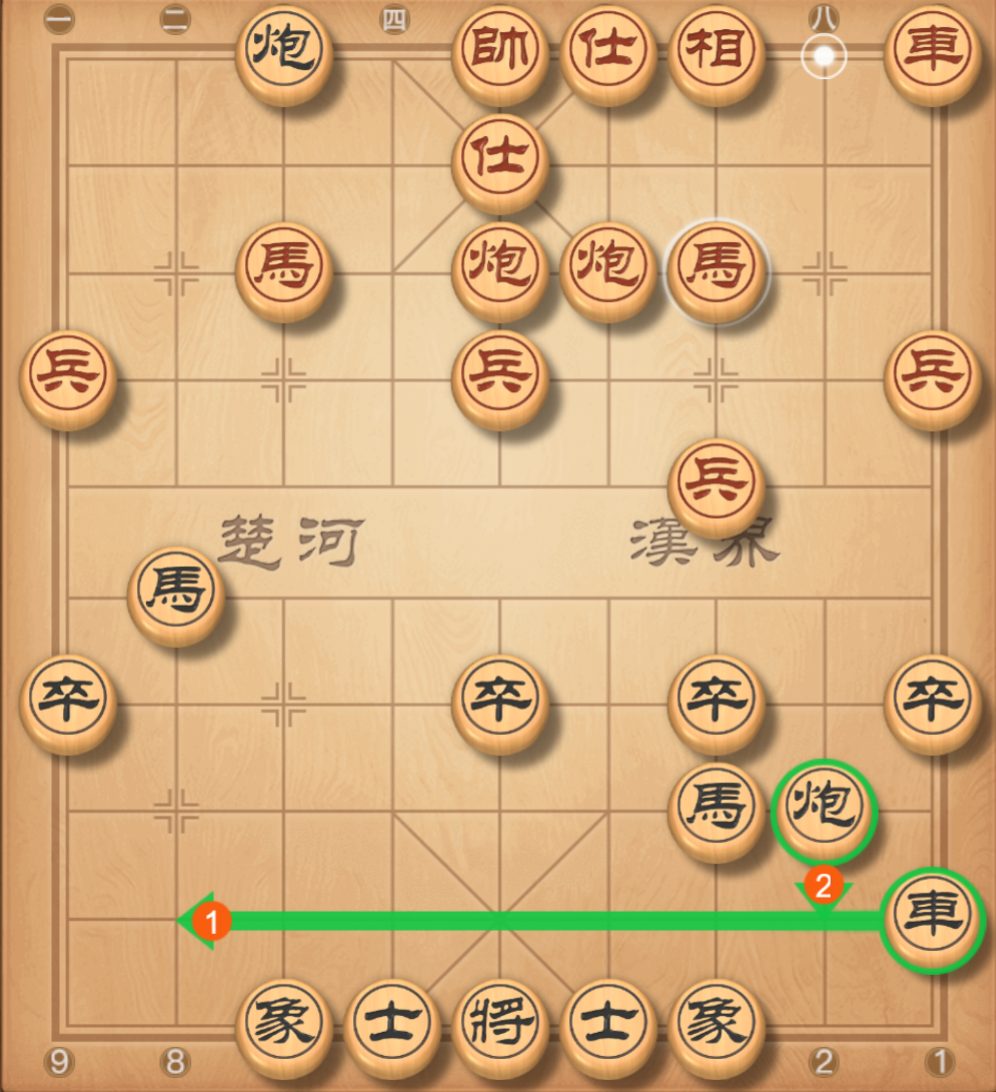 一 二 四 八
炮 帥 仕 相 車
仕
馬 炮 炮 馬
兵 兵 兵
兵
楚河 漢界
馬
卒 卒 卒 卒
馬 炮
2
1 車
象 士 將 士 象
9 8 2 1